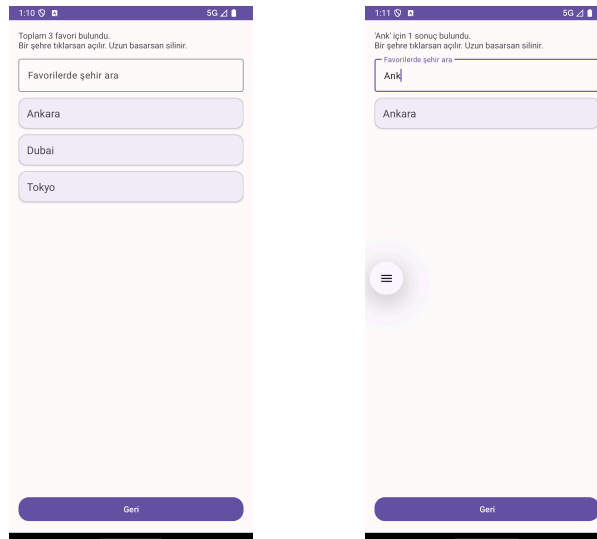 1:10
5G
Toplam 3 favori bulundu.
Bir şehre tıklarsan açılır. Uzun basarsan silinir.
Favorilerde şehir ara
Ankara
Dubai
Tokyo
Geri
1:11
5G
'Ank' için 1 sonuç bulundu.
Bir şehre tıklarsan açılır. Uzun basarsan silinir.
Favorilerde şehir ara
Ank
Ankara
Geri